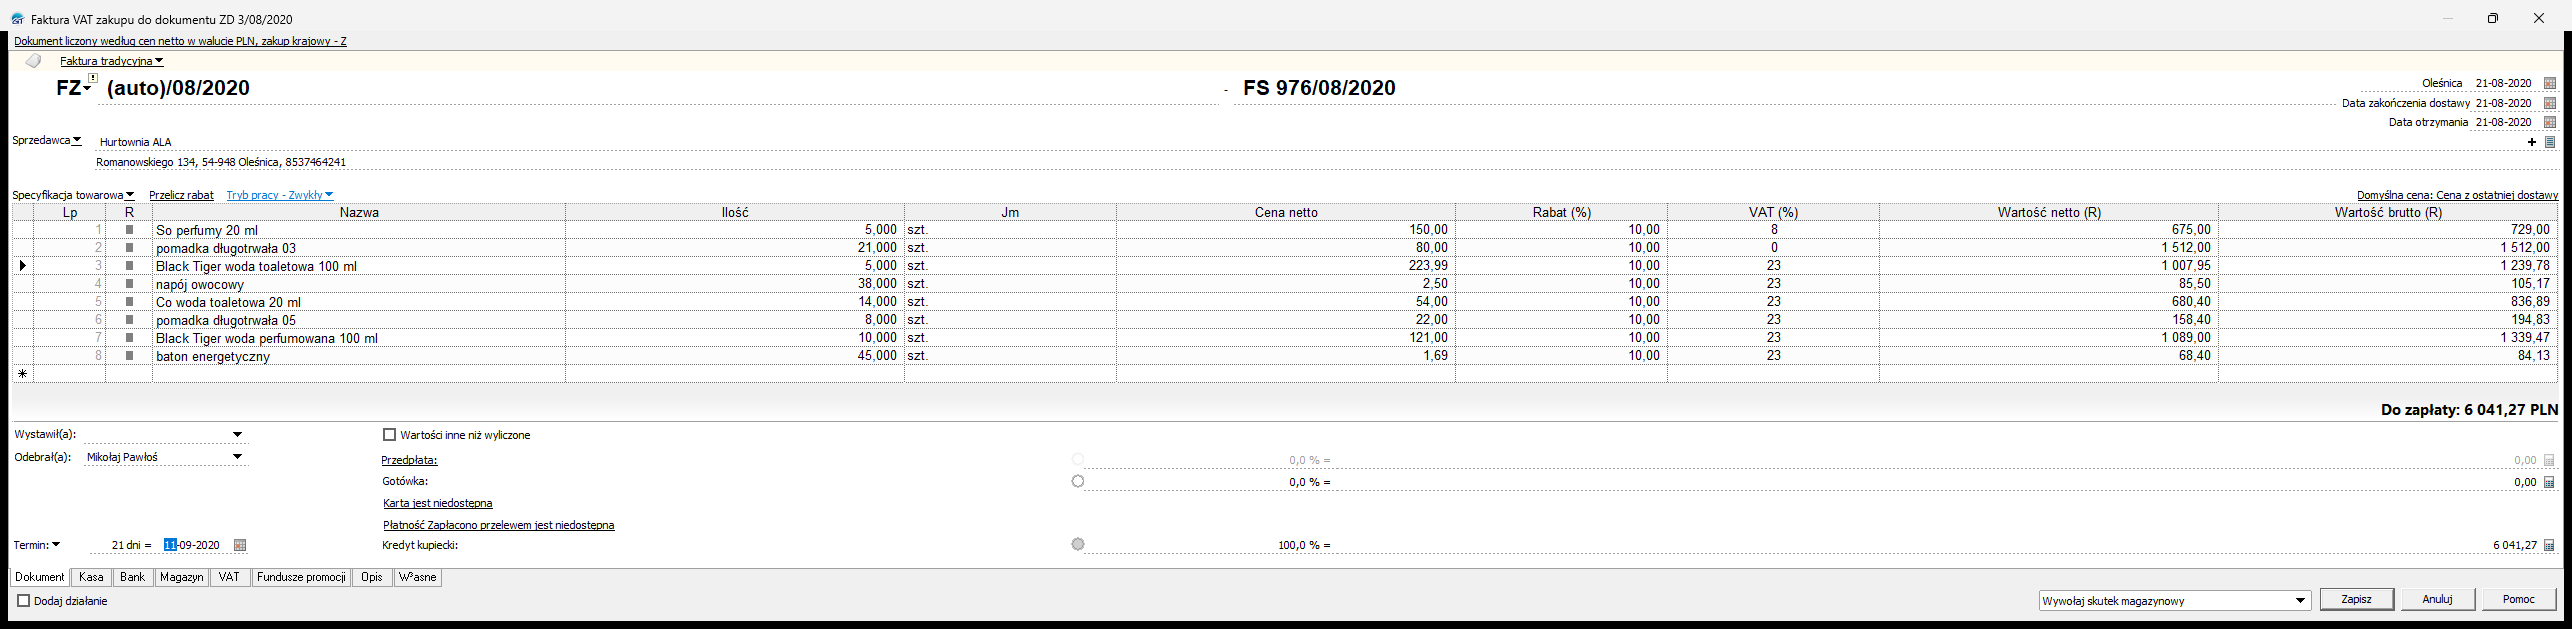 Faktura VAT zakupu do dokumentu ZD 3/08/2020
Dokument liczony według cen netto w walucie PLN, zakup krajowy - Z
Faktura tradycyjna
FZ ! (auto)/08/2020 - FS 976/08/2020 Oleśnica 21-08-2020
Data zakończenia dostawy 21-08-2020
Data otrzymania 21-08-2020
Sprzedawca Hurtownia ALA
Romanowskiego 134, 54-948 Oleśnica, 8537464241
Specyfikacja towarowa Przelicz rabat Tryb pracy - Zwykły Domyślna cena: Cena z ostatniej dostawy
Lp R Nazwa Ilość Jm Cena netto Rabat (%) VAT (%) Wartość netto (R) Wartość brutto (R)
1 So perfumy 20 ml 5,000 szt. 150,00 10,00 8 675,00 729,00
2 pomadka długotrwała 03 21,000 szt. 80,00 10,00 0 1 512,00 1 512,00
3 Black Tiger woda toaletowa 100 ml 5,000 szt. 223,99 10,00 23 1 007,95 1 239,78
4 napój owocowy 38,000 szt. 2,50 10,00 23 85,50 105,17
5 Co woda toaletowa 20 ml 14,000 szt. 54,00 10,00 23 680,40 836,89
6 pomadka długotrwała 05 8,000 szt. 22,00 10,00 23 158,40 194,83
7 Black Tiger woda perfumowana 100 ml 10,000 szt. 121,00 10,00 23 1 089,00 1 339,47
8 baton energetyczny 45,000 szt. 1,69 10,00 23 68,40 84,13
Do zapłaty: 6 041,27 PLN
Wystawił(a): Wartości inne niż wyliczone
Odebrał(a): Mikołaj Pawłoś
Przedpłata: 0,0 % = 0,00
Gotówka: 0,0 % = 0,00
Karta jest niedostępna
Płatność Zapłacono przelewem jest niedostępna
Termin: 21 dni = 11-09-2020 Kredyt kupiecki: 100,0 % = 6 041,27
Dokument Kasa Bank Magazyn VAT Fundusze promocji Opis W³asne
Dodaj działanie Wywołaj skutek magazynowy Zapisz Anuluj Pomoc